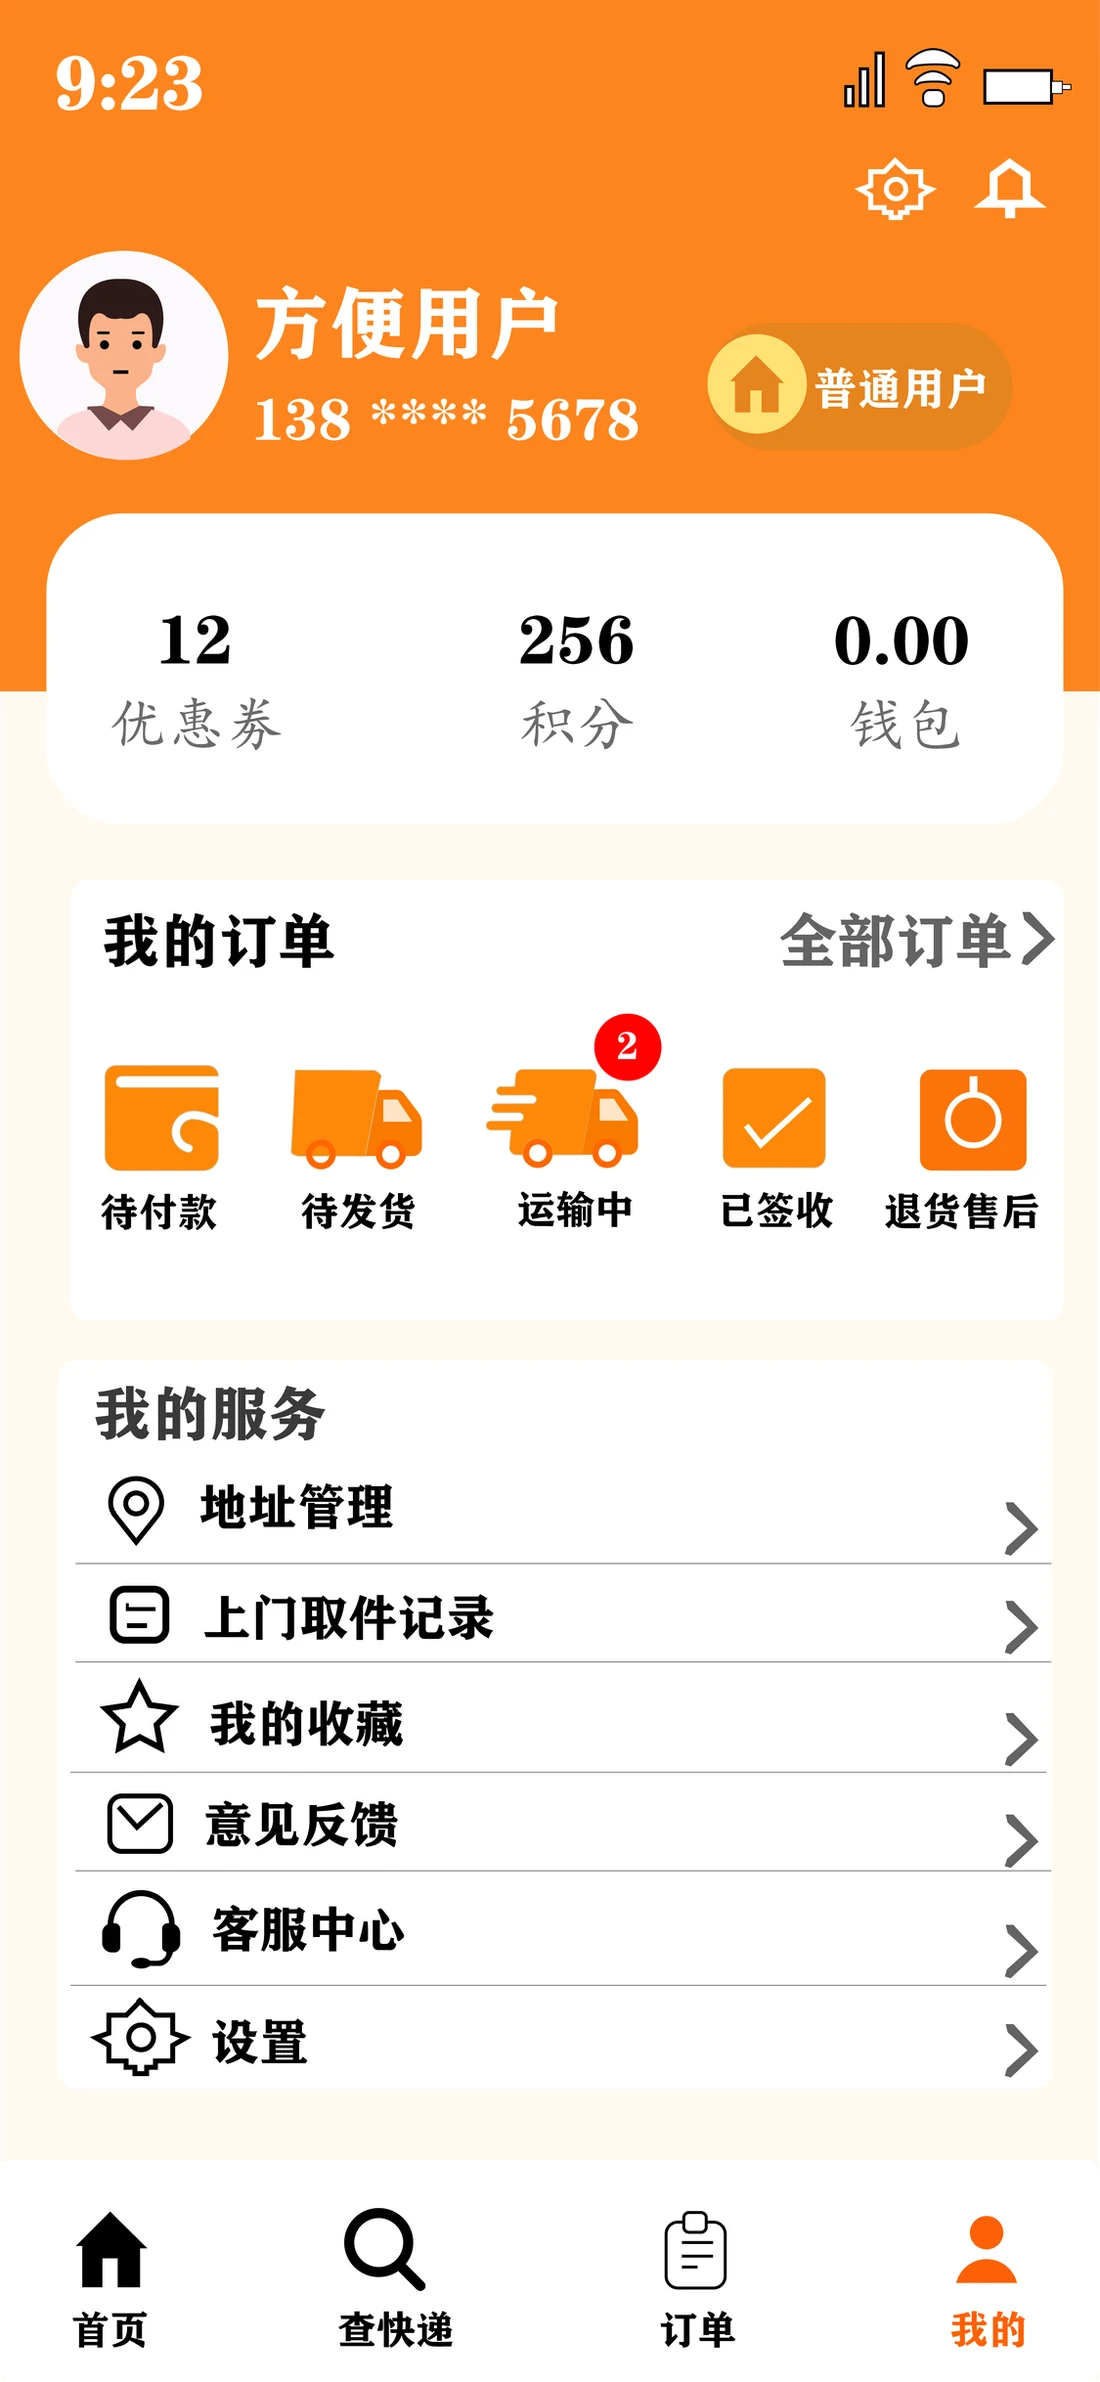 9:23
方便用户
138 **** 5678
普通用户
12 256 0.00
优惠劵 积分 钱包
我的订单 全部订单
2
待付款 待发货 运输中 已签收 退货售后
我的服务
地址管理
上门取件记录
我的收藏
意见反馈
客服中心
设置
首页 查快递 订单 我的